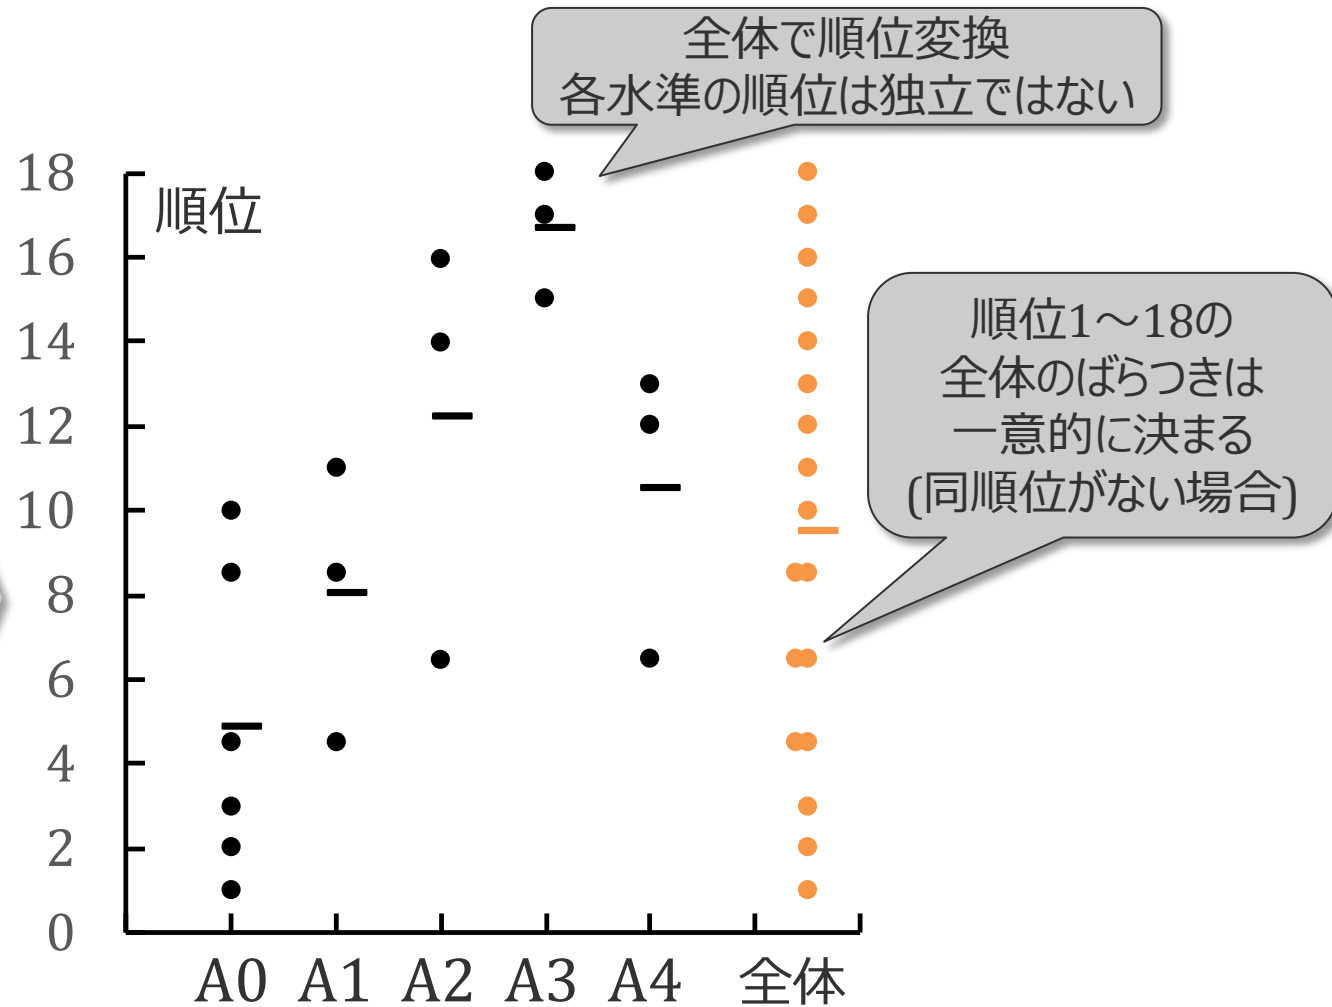 全体で順位変換
各水準の順位は独立ではない
18
順位
16
14
12
10
8
6
4
2
0
順位1～18の
全体のばらつきは
一意的に決まる
(同順位がない場合)
A0 A1 A2 A3 A4 全体